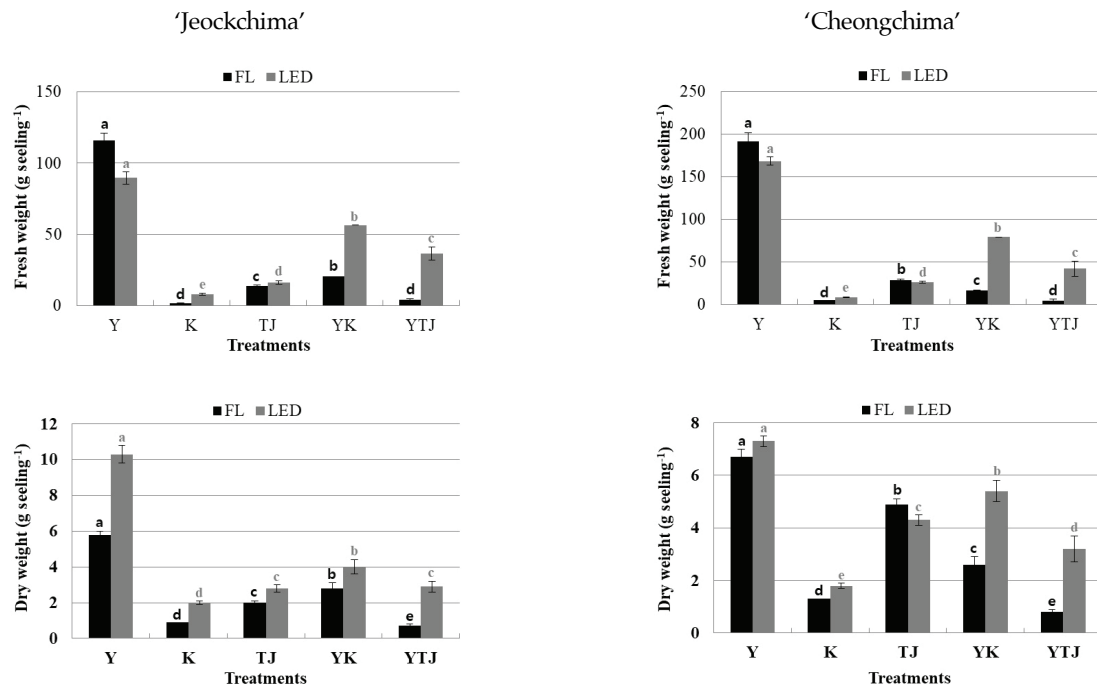 'Jeockchima'
'Cheongchima'
FL LED
Fresh weight (g seeling-1)
150
100
50
0
a a
d e
c d
b b
d c
Y K TJ YK YTJ
Treatments
FL LED
Fresh weight (g seeling-1)
250
200
150
100
50
0
a a
d e
b d
c b
d c
Y K TJ YK YTJ
Treatments
FL LED
Dry weight (g seeling-1)
12
10
8
6
4
2
0
a a
d d
c c
b b
e c
Y K TJ YK YTJ
Treatments
FL LED
Dry weight (g seeling-1)
8
6
4
2
0
a a
d e
b c
c b
e d
Y K TJ YK YTJ
Treatments